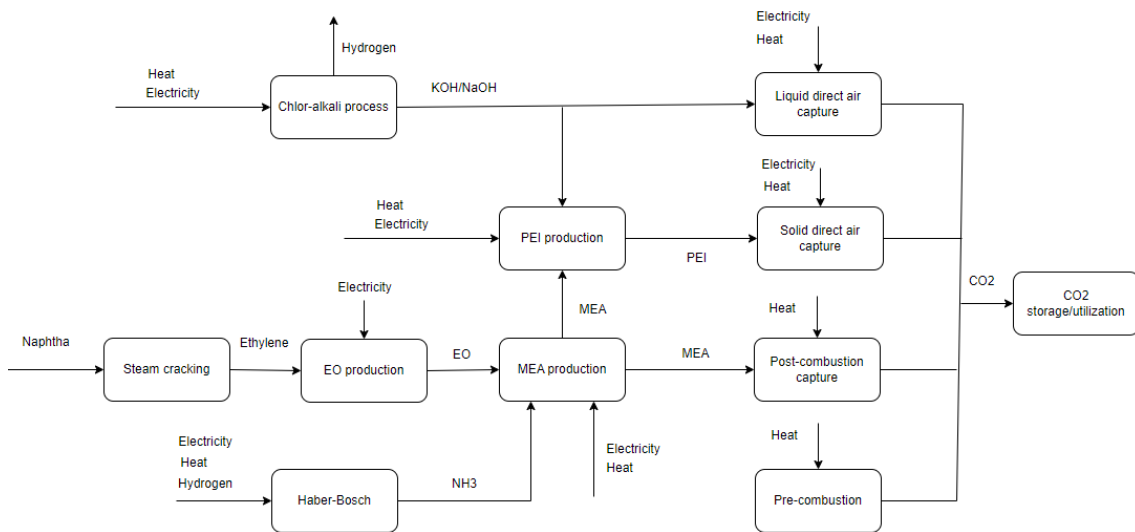 Electricity
Heat
Hydrogen
Heat
Electricity
Chlor-alkali process
KOH/NaOH
Liquid direct air
capture
Electricity
Heat
Heat
Electricity
PEI production
PEI
Solid direct air
capture
CO2
CO2
storage/utilization
Electricity
MEA
Heat
Naphtha
Steam cracking
Ethylene
EO production
EO
MEA production
MEA
Post-combustion
capture
Electricity
Heat
Hydrogen
Haber-Bosch
NH3
Electricity
Heat
Heat
Pre-combustion